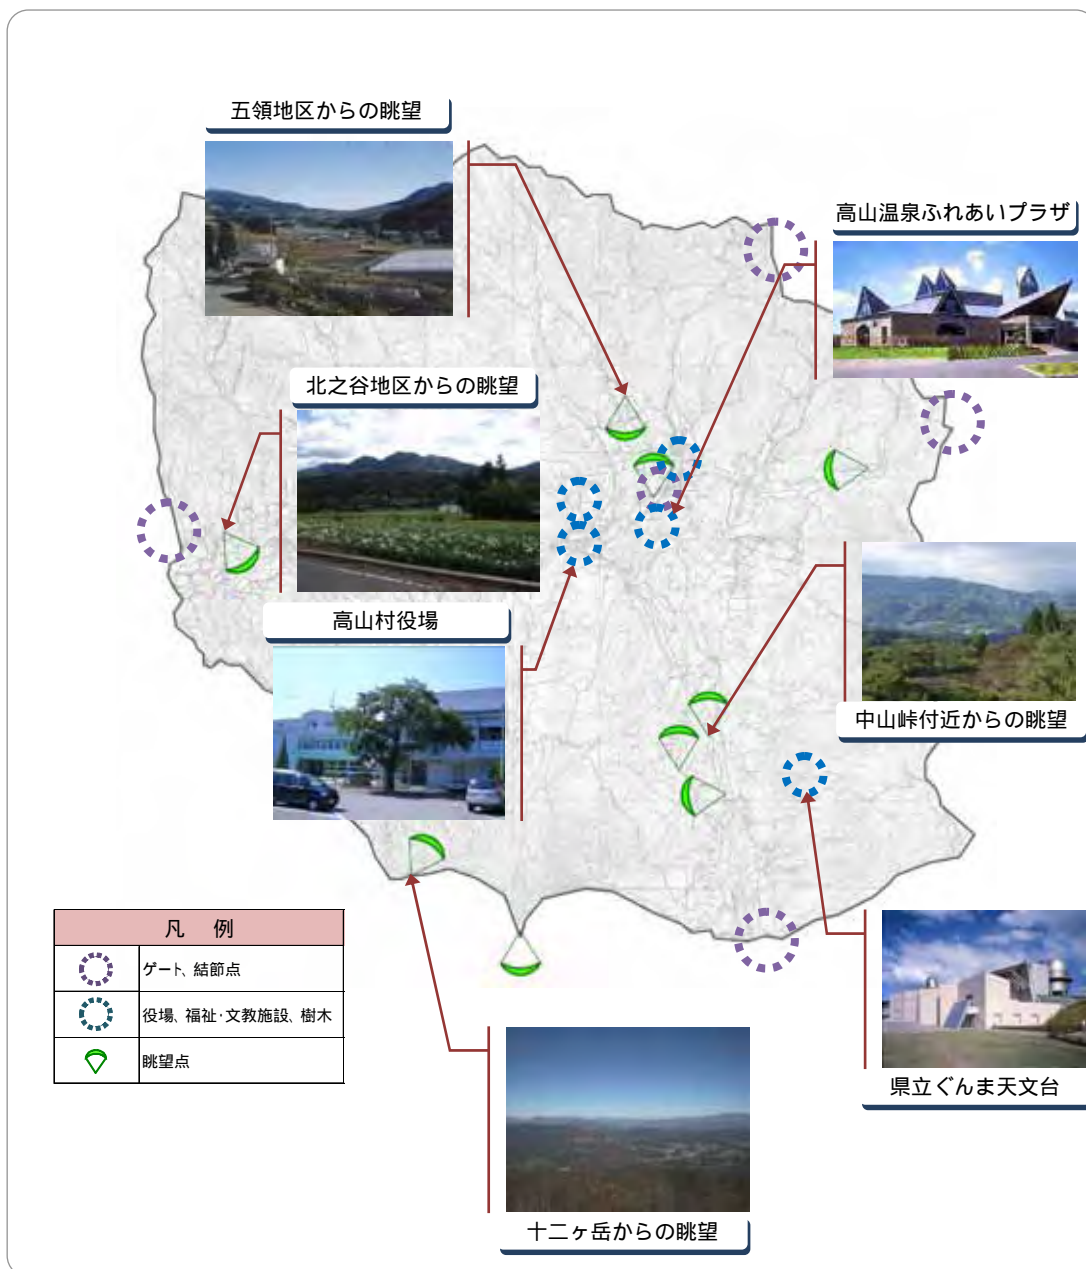 五領地区からの眺望
高山温泉ふれあいプラザ
北之谷地区からの眺望
高山村役場
中山峠付近からの眺望
凡 例
ゲート、結節点
役場、福祉・文教施設、樹木
眺望点
県立ぐんま天文台
十二ヶ岳からの眺望